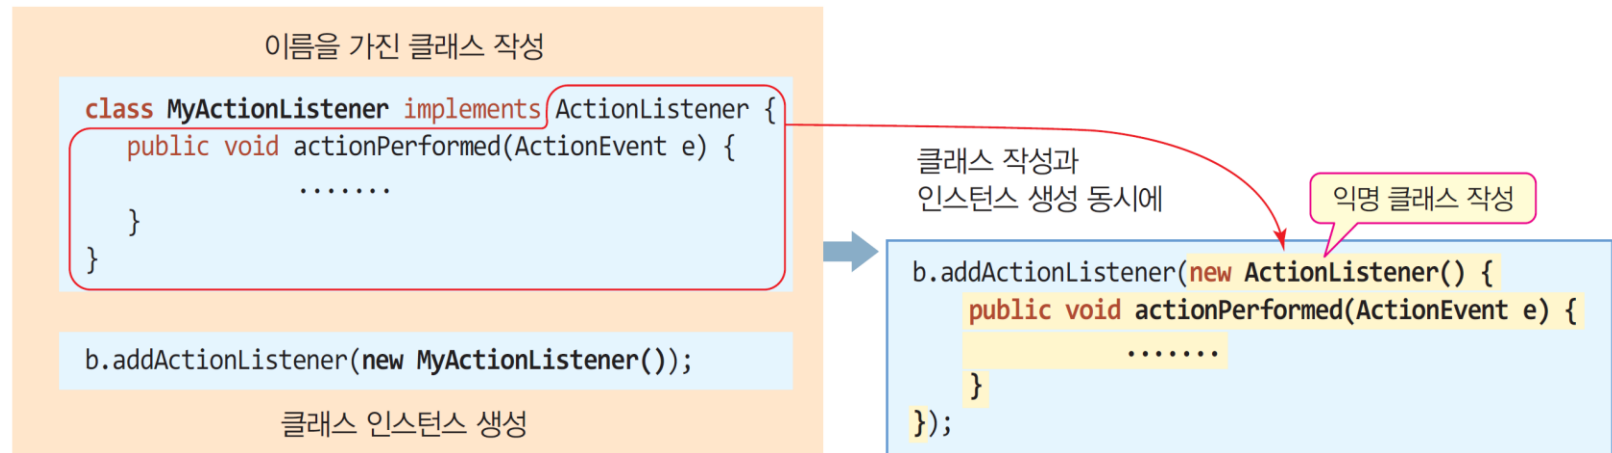 이름을 가진 클래스 작성
class MyActionListener implements ActionListener {
public void actionPerformed(ActionEvent e) {
.......
}
}
b.addActionListener(new MyActionListener());
클래스 인스턴스 생성
클래스 작성과
인스턴스 생성 동시에
익명 클래스 작성
b.addActionListener(new ActionListener() {
public void actionPerformed(ActionEvent e) {
.......
}
});